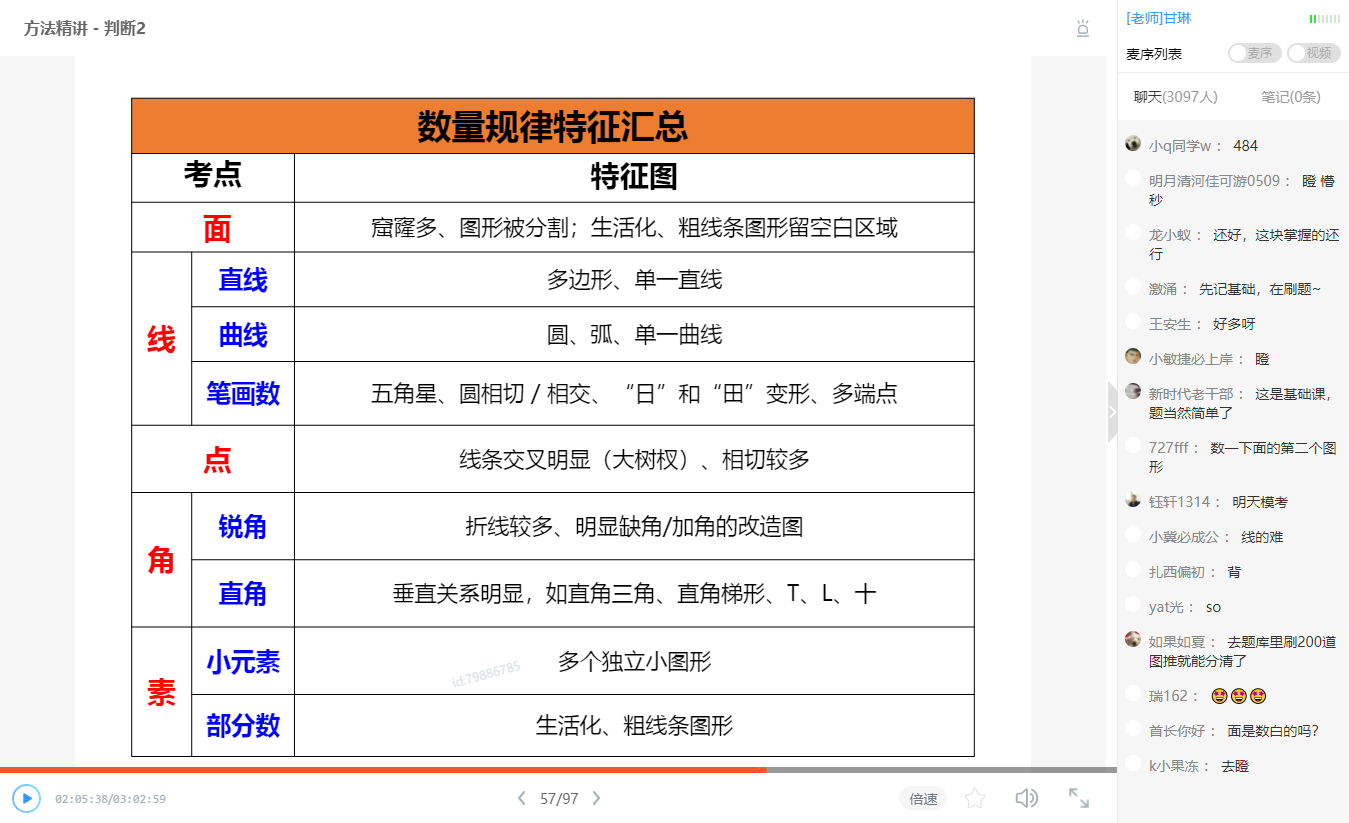 方法精讲 - 判断2
数量规律特征汇总
考点
特征图
面
窟窿多、图形被分割；生活化、粗线条图形留空白区域
线
直线
多边形、单一直线
曲线
圆、弧、单一曲线
笔画数
五角星、圆相切 / 相交、“日”和“田”变形、多端点
点
线条交叉明显（大树杈）、相切较多
角
锐角
折线较多、明显缺角/加角的改造图
直角
垂直关系明显，如直角三角、直角梯形、T、L、十
素
小元素
多个独立小图形
部分数
生活化、粗线条图形
id:79886785
02:05:38/03:02:59
57/97
倍速
[老师]甘琳
麦序列表
麦序
视频
聊天(3097人)
笔记(0条)
小q同学w： 484
明月清河佳可游0509： 瞪 懵
秒
龙小蚁： 还好，这块掌握的还
行
激涌： 先记基础，在刷题~
王安生： 好多呀
小敏捷必上岸： 瞪
新时代老干部： 这是基础课，
题当然简单了
727fff： 数一下面的第二个图
形
钰轩1314： 明天模考
小冀必成公： 线的难
扎西偏初： 背
yat光： so
如果如夏： 去题库里刷200道
图推就能分清了
瑞162： 🤩🤩🤩
首长你好： 面是数白的吗？
k小果冻： 去瞪